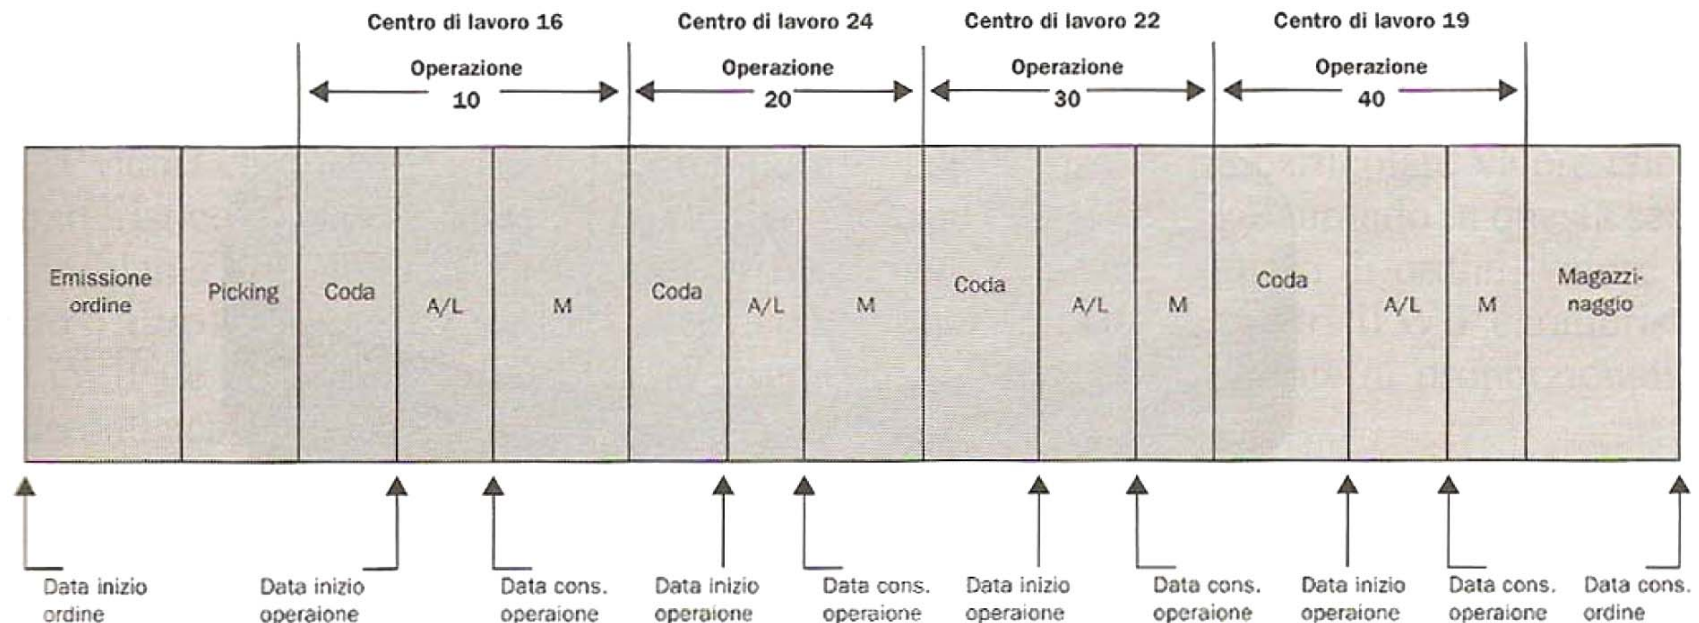 Centro di lavoro 16
Centro di lavoro 24
Centro di lavoro 22
Centro di lavoro 19
Operazione
10
Operazione
20
Operazione
30
Operazione
40
Emissione
ordine
Picking
Coda
A/L
M
Coda
A/L
M
Coda
A/L
M
Coda
A/L
M
Magazzi-
naggio
Data inizio
ordine
Data inizio
operaione
Data cons.
operaione
Data inizio
operaione
Data cons.
operaione
Data inizio
operaione
Data cons.
operaione
Data inizio
operaione
Data cons.
operaione
Data cons.
ordine